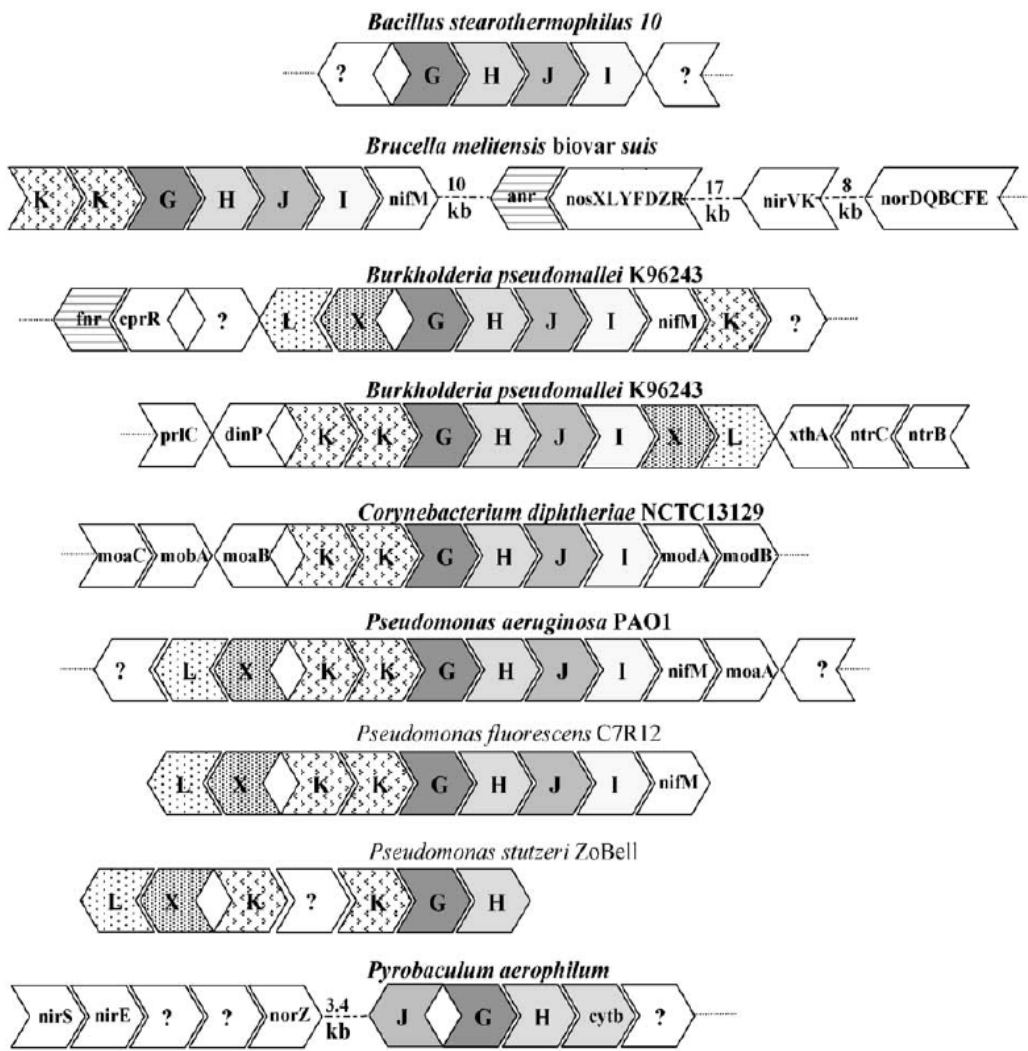 Bacillus stearothermophilus 10
? G H J I ?
Brucella melitensis biovar suis
K K G H J I nifM 10 kb anr nosXLYFDZR 17 kb nirVK 8 kb norDQBCFE
Burkholderia pseudomallei K96243
fnr cprR ? L X G H J I nifM K ?
Burkholderia pseudomallei K96243
prlC dinP K K G H J I X L xthA ntrC ntrB
Corynebacterium diphtheriae NCTC13129
moaC mobA moaB K K G H J I modA modB
Pseudomonas aeruginosa PAO1
? L X K K G H J I nifM moaA ?
Pseudomonas fluorescens C7R12
L X K K G H J I nifM
Pseudomonas stutzeri ZoBell
L X K ? K G H
Pyrobaculum aerophilum
nirS nirE ? ? norZ 3,4 kb J G H cytb ?